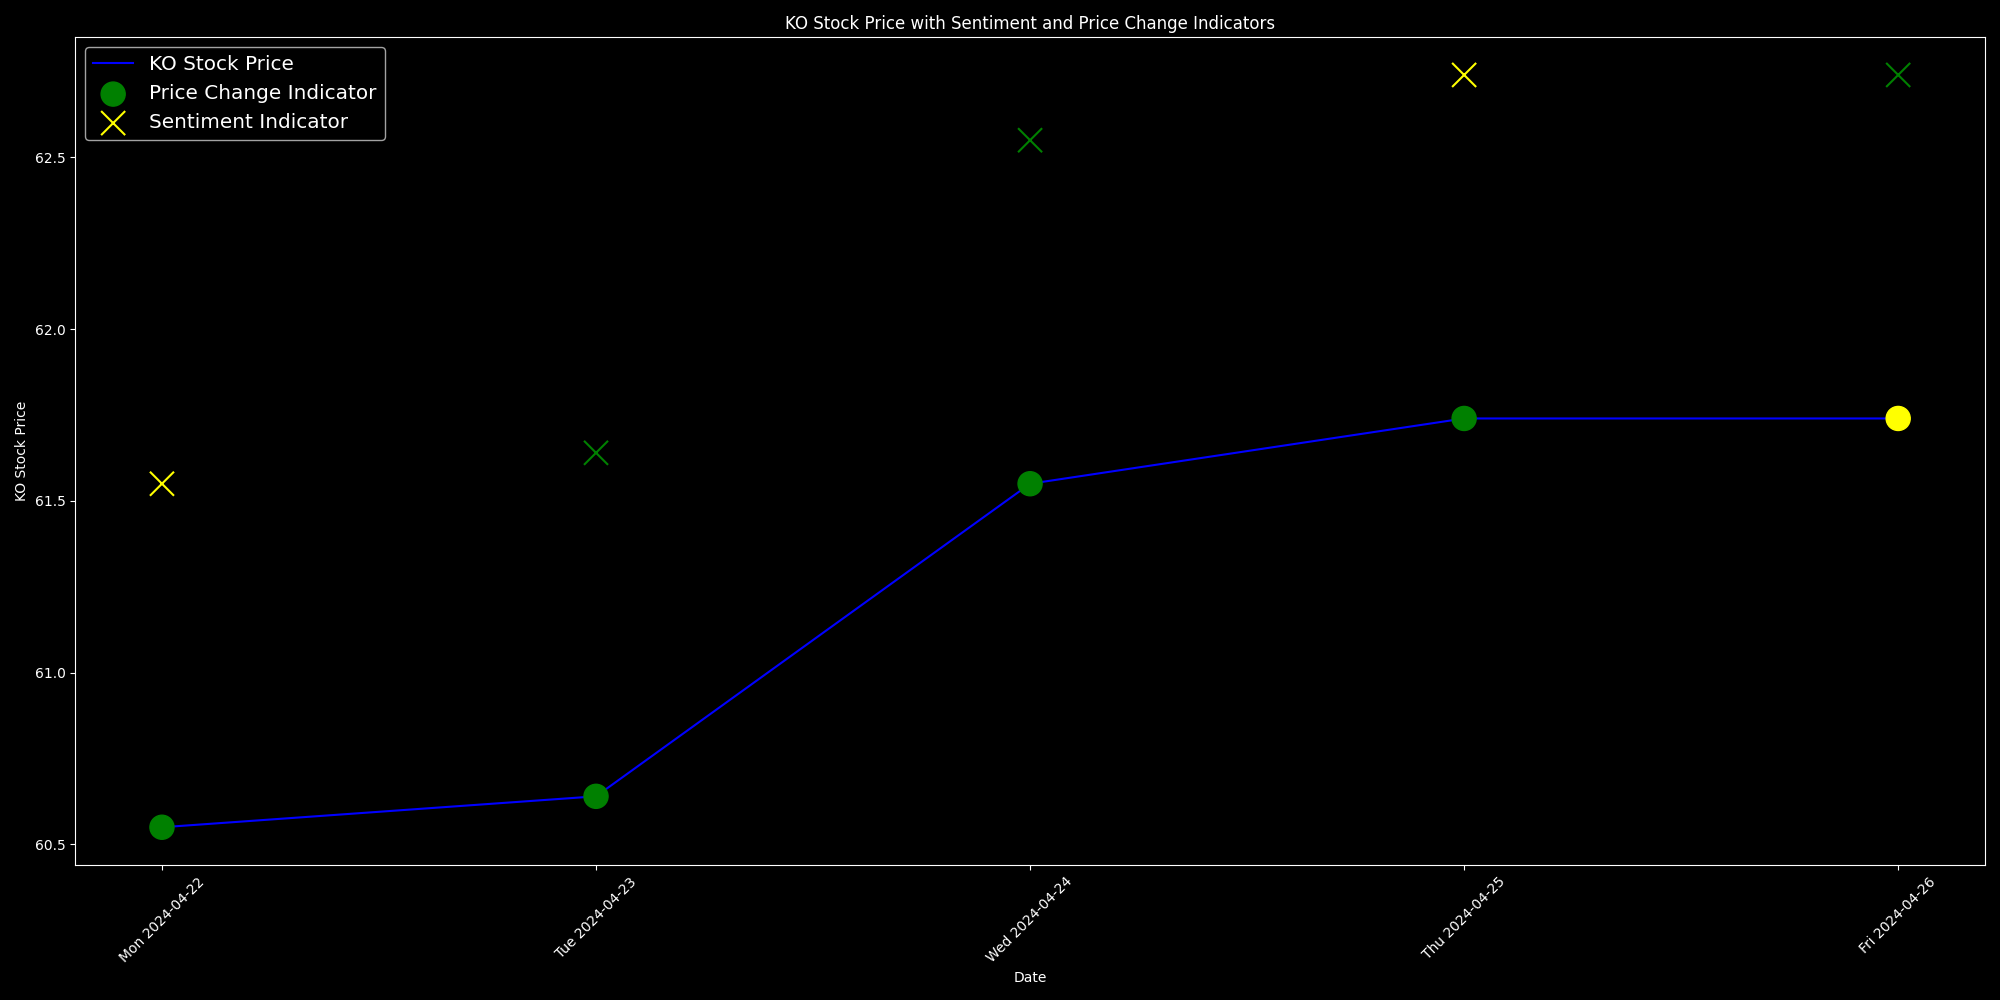 KO Stock Price with Sentiment and Price Change Indicators
KO Stock Price
Price Change Indicator
Sentiment Indicator
62.5
62.0
61.5
61.0
60.5
KO Stock Price
Mon 2024-04-22
Tue 2024-04-23
Wed 2024-04-24
Thu 2024-04-25
Fri 2024-04-26
Date